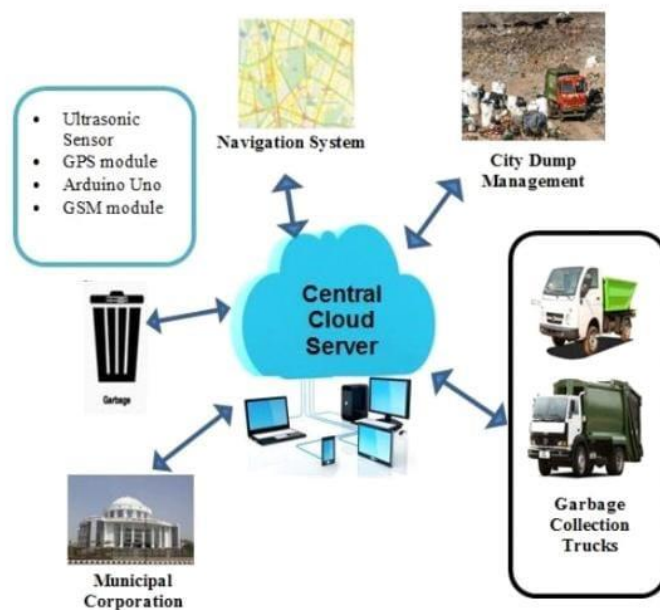 Ultrasonic
Sensor
GPS module
Arduino Uno
GSM module
Navigation System
City Dump
Management
Central
Cloud
Server
Garbage
Municipal
Corporation
Garbage
Collection
Trucks